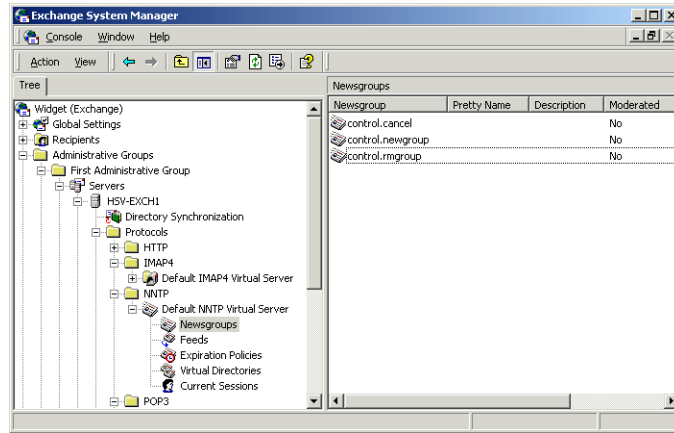 Exchange System Manager
Console Window Help
Action View
Tree
Widget (Exchange)
Global Settings
Recipients
Administrative Groups
First Administrative Group
Servers
HSV-EXCH1
Directory Synchronization
Protocols
HTTP
IMAP4
Default IMAP4 Virtual Server
NNTP
Default NNTP Virtual Server
Newsgroups
Feeds
Expiration Policies
Virtual Directories
Current Sessions
POP3
Newsgroups
Newsgroup Pretty Name Description Moderated
control.cancel No
control.newgroup No
control.rmgroup No